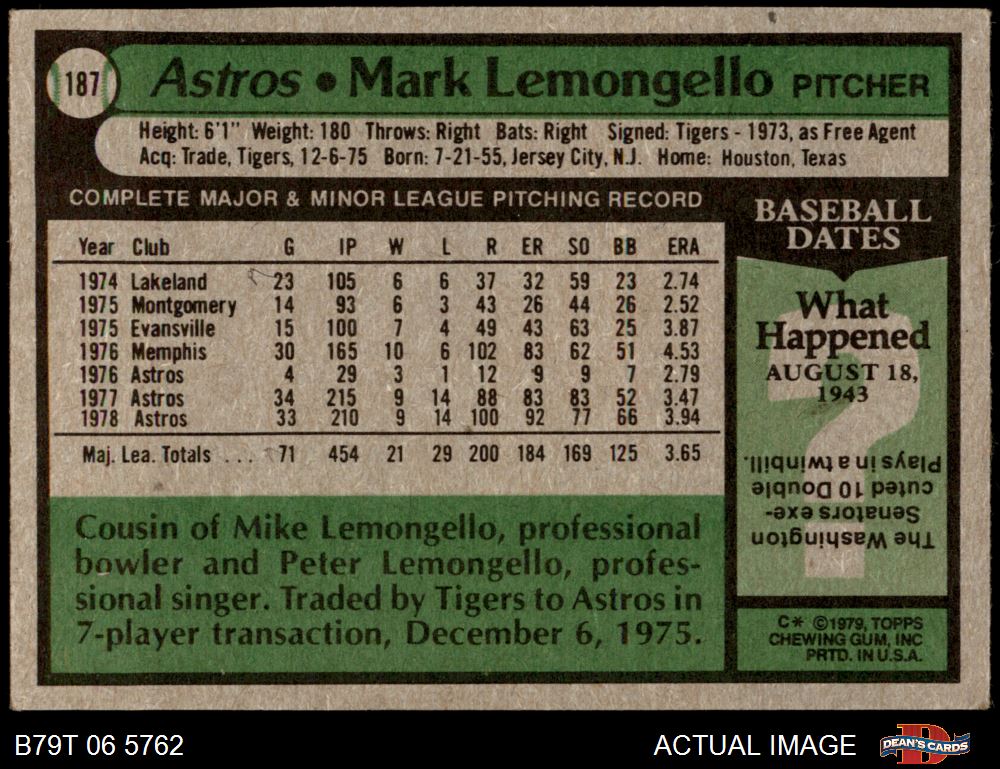 187 Astros • Mark Lemongello PITCHER
Height: 6'1" Weight: 180 Throws: Right Bats: Right Signed: Tigers - 1973, as Free Agent
Acq: Trade, Tigers, 12-6-75 Born: 7-21-55, Jersey City, N.J. Home: Houston, Texas
COMPLETE MAJOR & MINOR LEAGUE PITCHING RECORD
Year Club G IP W L R ER SO BB ERA
1974 Lakeland 23 105 6 6 37 32 59 23 2.74
1975 Montgomery 14 93 6 3 43 26 44 26 2.52
1975 Evansville 15 100 7 4 49 43 63 25 3.87
1976 Memphis 30 165 10 6 102 83 62 51 4.53
1976 Astros 4 29 3 1 12 9 9 7 2.79
1977 Astros 34 215 9 14 88 83 83 52 3.47
1978 Astros 33 210 9 14 100 92 77 66 3.94
Maj. Lea. Totals ... 71 454 21 29 200 184 169 125 3.65
Cousin of Mike Lemongello, professional
bowler and Peter Lemongello, profes-
sional singer. Traded by Tigers to Astros in
7-player transaction, December 6, 1975.
BASEBALL
DATES
What
Happened
AUGUST 18,
1943
The Washington
Senators exe-
cuted 10 Double
Plays in a twinbill.
C* ©1979, TOPPS
CHEWING GUM, INC
PRTD. IN U.S.A.
B79T 06 5762
ACTUAL IMAGE
D
DEAN'S CARDS